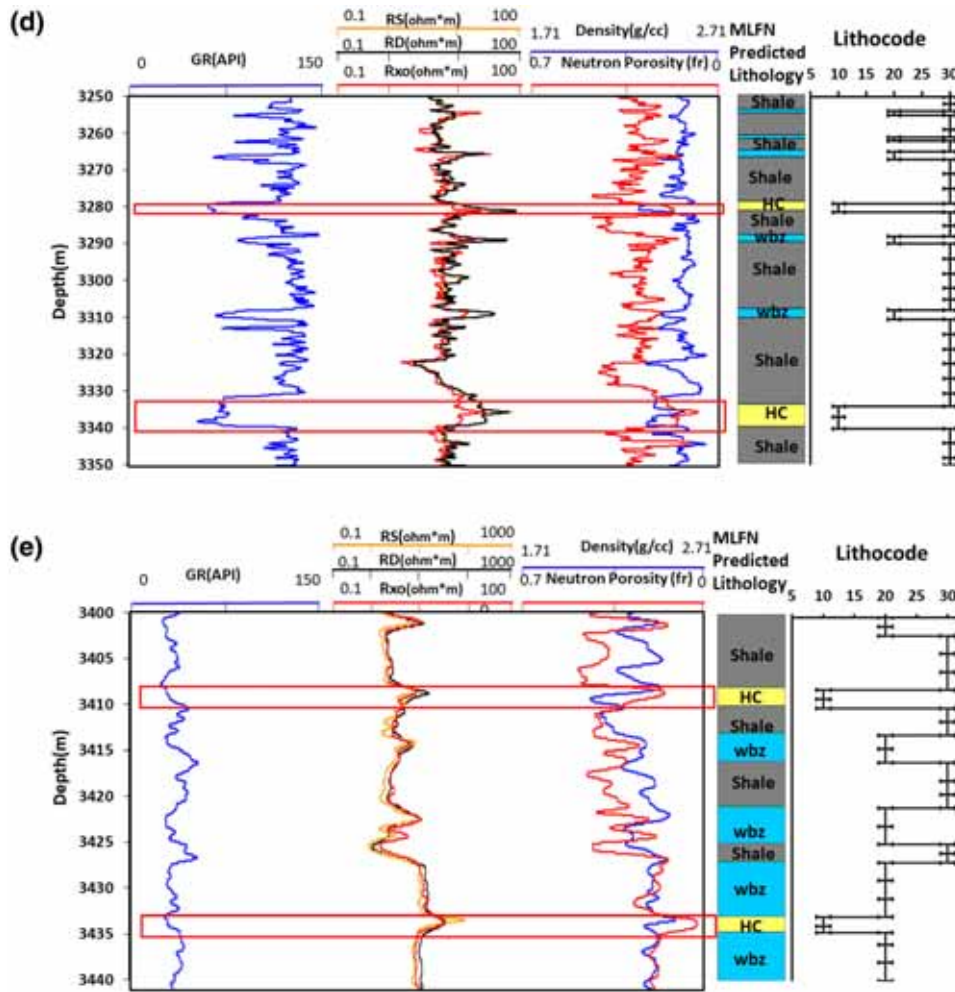 (d)
0.1 RS(ohm*m) 100
0.1 RD(ohm*m) 100
0.1 Rxo(ohm*m) 100
0 GR(API) 150
1.71 Density(g/cc) 2.71
0.7 Neutron Porosity (fr) 0
MLFN
Predicted
Lithology
Lithocode
5 10 15 20 25 30
Depth(m)
3250
3260
3270
3280
3290
3300
3310
3320
3330
3340
3350
Shale
Shale
Shale
HC
Shale
wbz
Shale
wbz
Shale
HC
Shale
(e)
0.1 RS(ohm*m) 1000
0.1 RD(ohm*m) 1000
0.1 Rxo(ohm*m) 100
0
0 GR(API) 150
1.71 Density(g/cc) 2.71
0.7 Neutron Porosity (fr) 0
MLFN
Predicted
Lithology
Lithocode
5 10 15 20 25 30
Depth(m)
3400
3405
3410
3415
3420
3425
3430
3435
3440
Shale
HC
Shale
wbz
Shale
wbz
Shale
wbz
HC
wbz